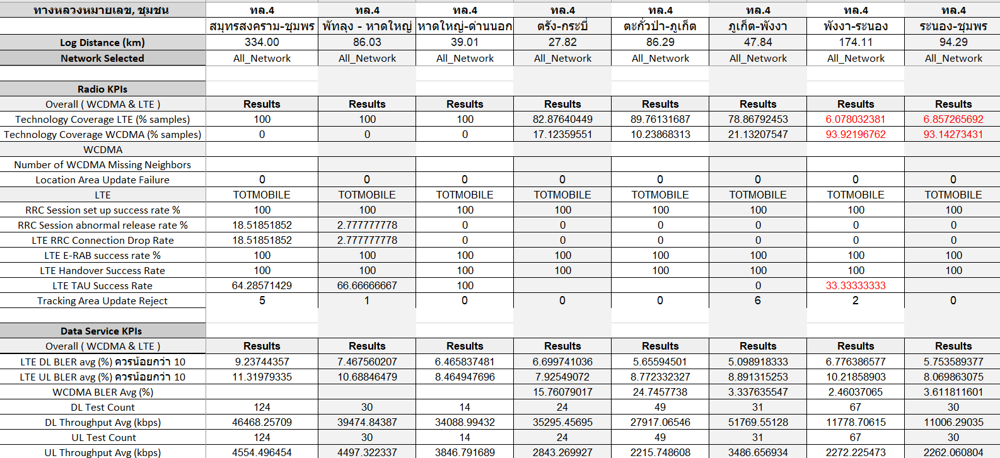 ทางหลวงหมายเลข, ชุมชน ทล.4 ทล.4 ทล.4 ทล.4 ทล.4 ทล.4 ทล.4 ทล.4
สมุทรสงคราม-ชุมพร พัทลุง - หาดใหญ่ หาดใหญ่-ด่านนอก ตรัง-กระบี่ ตะกั่วป่า-ภูเก็ต ภูเก็ต-พังงา พังงา-ระนอง ระนอง-ชุมพร
Log Distance (km) 334.00 86.03 39.01 27.82 86.29 47.84 174.11 94.29
Network Selected All_Network All_Network All_Network All_Network All_Network All_Network All_Network All_Network
Radio KPIs
Overall ( WCDMA & LTE ) Results Results Results Results Results Results Results Results
Technology Coverage LTE (% samples) 100 100 100 82.87640449 89.76131687 78.86792453 6.078032381 6.857265692
Technology Coverage WCDMA (% samples) 0 0 0 17.12359551 10.23868313 21.13207547 93.92196762 93.14273431
WCDMA
Number of WCDMA Missing Neighbors
Location Area Update Failure 0 0 0 0 0 0 0 0
LTE TOTMOBILE TOTMOBILE TOTMOBILE TOTMOBILE TOTMOBILE TOTMOBILE TOTMOBILE TOTMOBILE
RRC Session set up success rate % 100 100 100 100 100 100 100 100
RRC Session abnormal release rate % 18.51851852 2.777777778 0 0 0 0 0 0
LTE RRC Connection Drop Rate 18.51851852 2.777777778 0 0 0 0 0 0
LTE E-RAB success rate % 100 100 100 100 100 100 100 100
LTE Handover Success Rate 100 100 100 100 100 100 100 100
LTE TAU Success Rate 64.28571429 66.66666667 100 0 33.33333333
Tracking Area Update Reject 5 1 0 0 0 6 2 0
Data Service KPIs
Overall ( WCDMA & LTE ) Results Results Results Results Results Results Results Results
LTE DL BLER avg (%) ควรน้อยกว่า 10 9.23744357 7.467560207 6.465837481 6.699741036 5.65594501 5.098918333 6.776386577 5.753589377
LTE UL BLER avg (%) ควรน้อยกว่า 10 11.31979335 10.68846479 8.464947696 7.92549072 8.772332327 8.891315253 10.21858903 8.069863075
WCDMA BLER Avg (%) 15.76079017 24.7457738 3.337635547 2.46037065 3.611811601
DL Test Count 124 30 14 24 49 31 67 30
DL Throughput Avg (kbps) 46468.25709 39474.84387 34088.99432 35295.45695 27917.06546 51769.55128 11778.70615 11006.29035
UL Test Count 124 30 14 24 49 31 67 30
UL Throughput Avg (kbps) 4554.496454 4497.322337 3846.791689 2843.269927 2215.748608 3486.656934 2272.225473 2262.060804